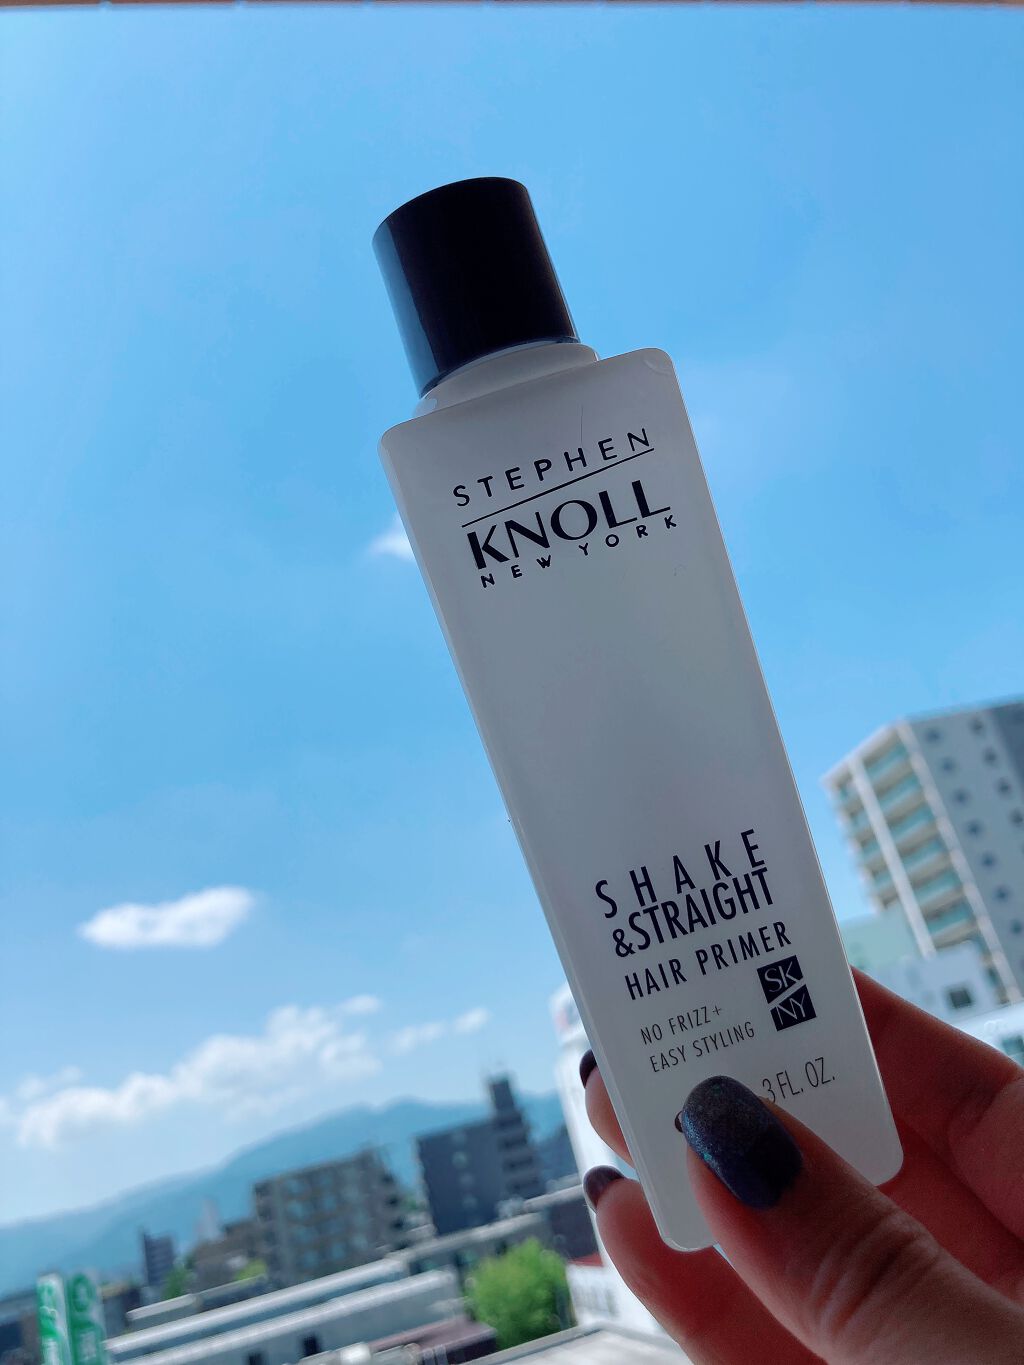 STEPHEN
KNOLL
NEW YORK
SHAKE
&STRAIGHT
HAIR PRIMER
NO FRIZZ+
EASY STYLING
SK
NY
3 FL. OZ.